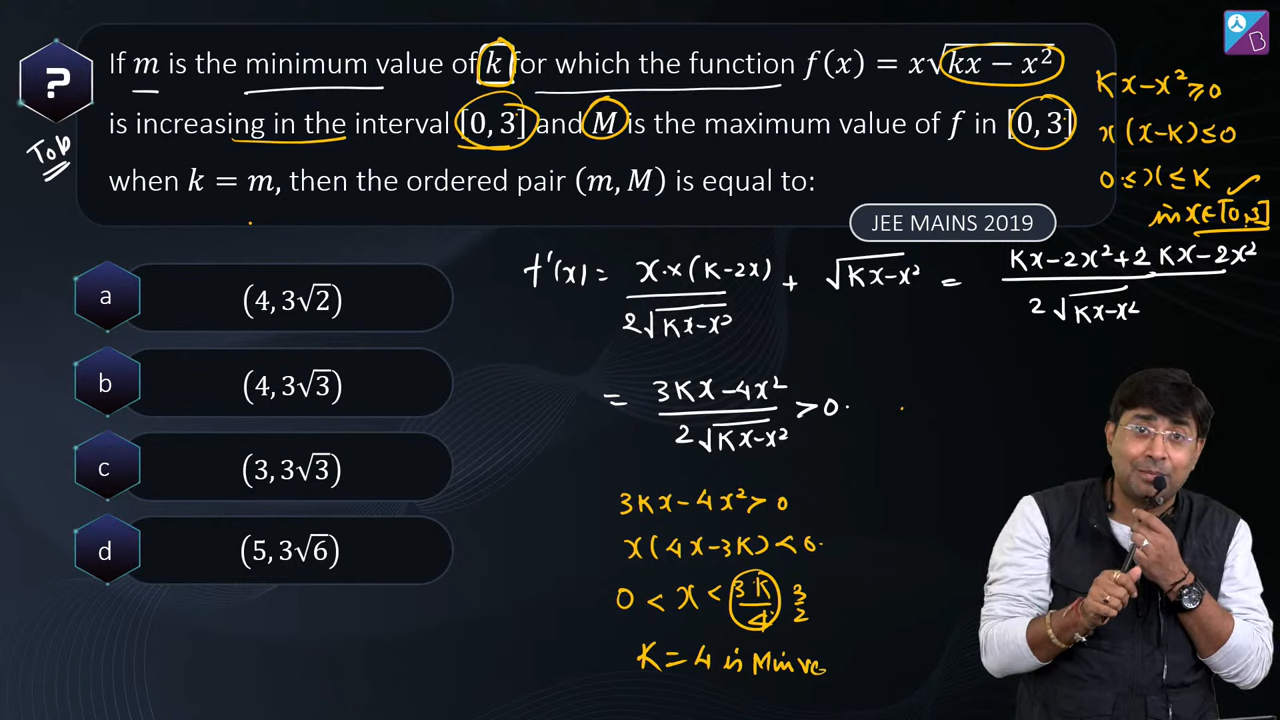 ?
If m is the minimum value of k for which the function f(x) = x√(kx − x²)
is increasing in the interval [0, 3] and M is the maximum value of f in [0, 3]
when k = m, then the ordered pair (m, M) is equal to:
JEE MAINS 2019
B
Kx-x² ≥ 0
x(x-K) ≤ 0
0 ≤ x ≤ K ✓
in x∈[0,3]
a (4, 3√2)
b (4, 3√3)
c (3, 3√3)
d (5, 3√6)
f'(x) = x·x(K-2x) / 2√(Kx-x²) + √(Kx-x²) = Kx-2x²+2Kx-2x² / 2√(Kx-x²)
= 3Kx-4x² / 2√(Kx-x²) > 0.
3Kx-4x² > 0
x(4x-3K) < 0.
0 < x < 3K/4 3/2
K = 4 is Min